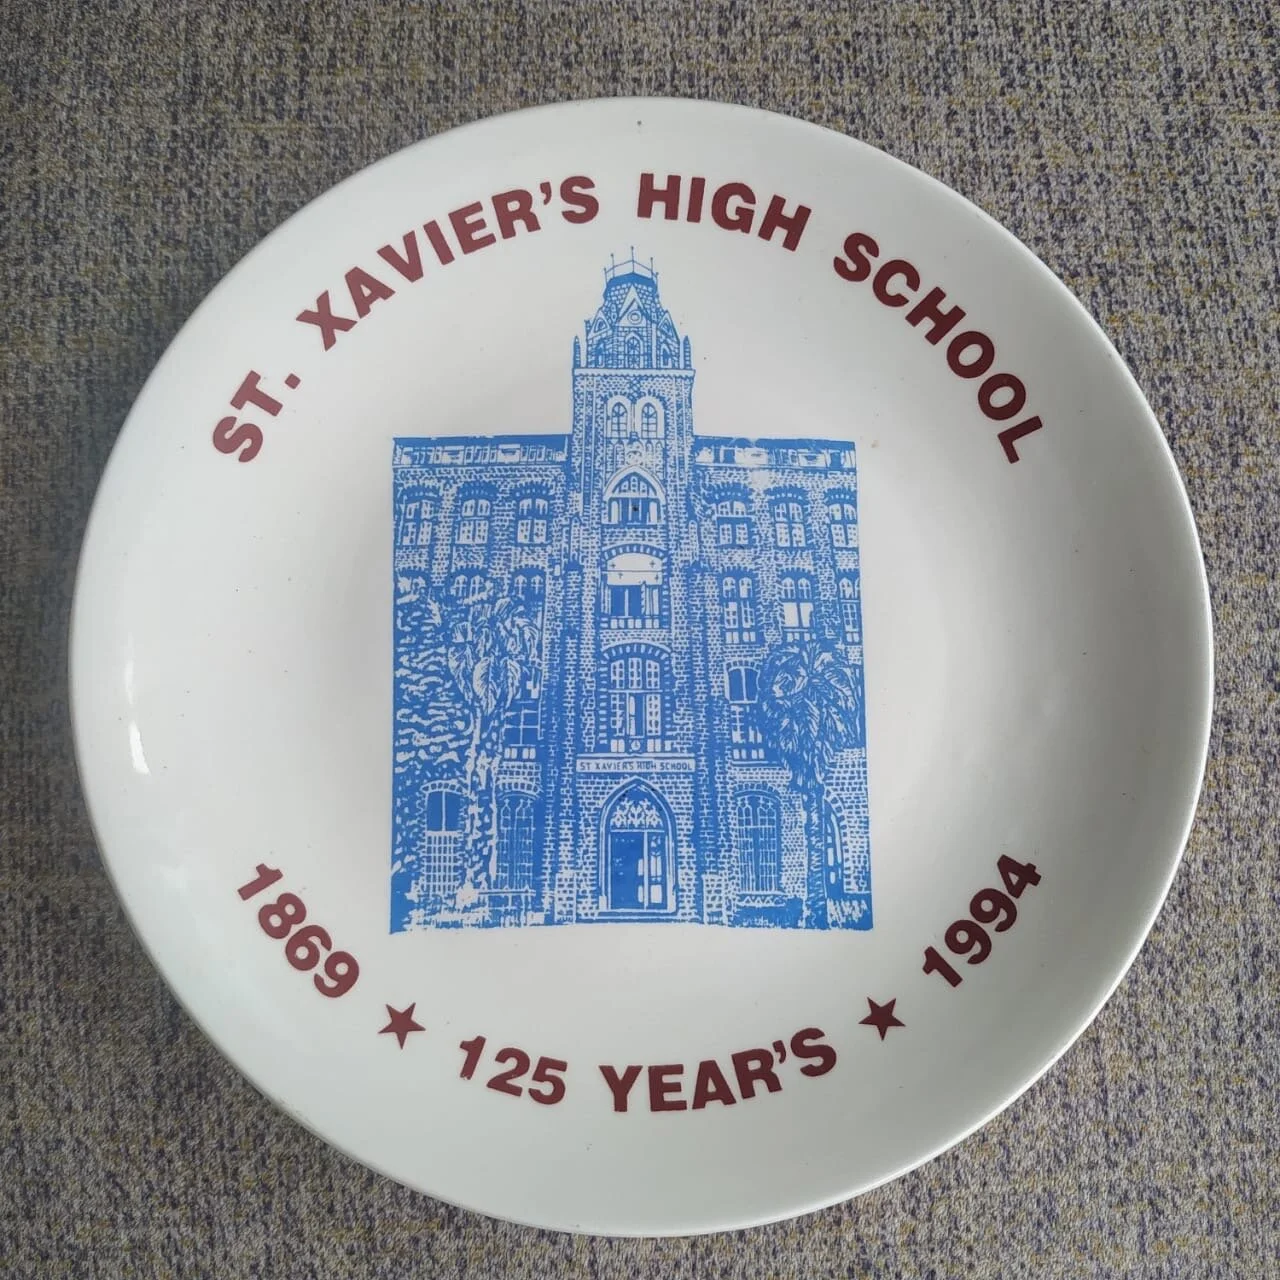 ST. XAVIER'S HIGH SCHOOL
ST XAVIER'S HIGH SCHOOL
1869 ★ 125 YEAR'S ★ 1994